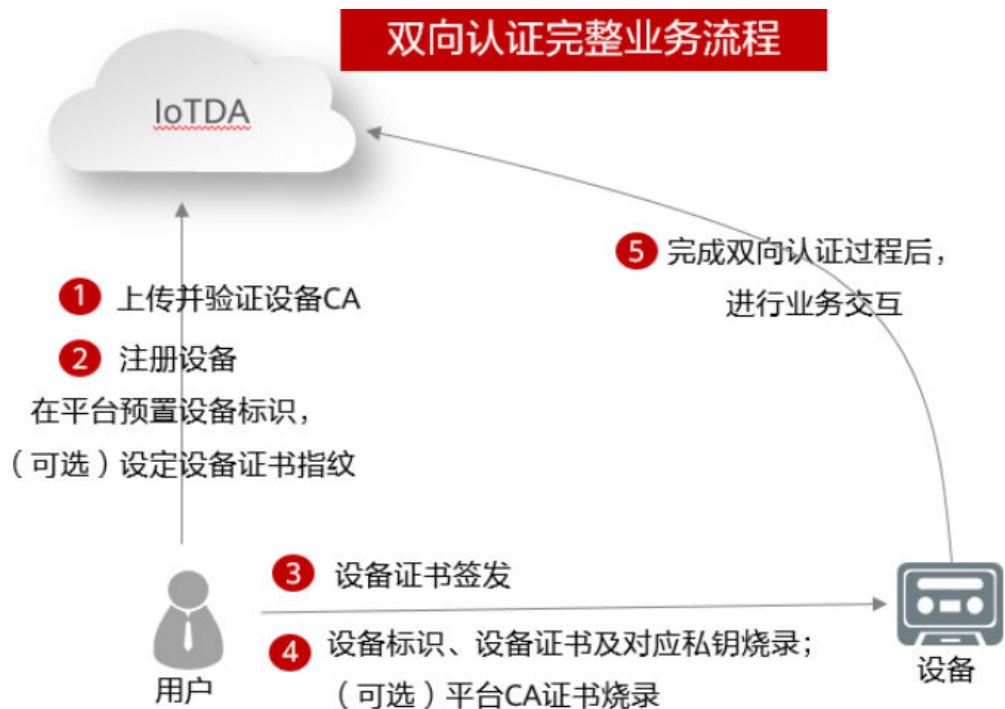 双向认证完整业务流程
IoTDA
5 完成双向认证过程后，
进行业务交互
1 上传并验证设备CA
2 注册设备
在平台预置设备标识，
（可选）设定设备证书指纹
3 设备证书签发
4 设备标识、设备证书及对应私钥烧录；
（可选）平台CA证书烧录
用户
设备